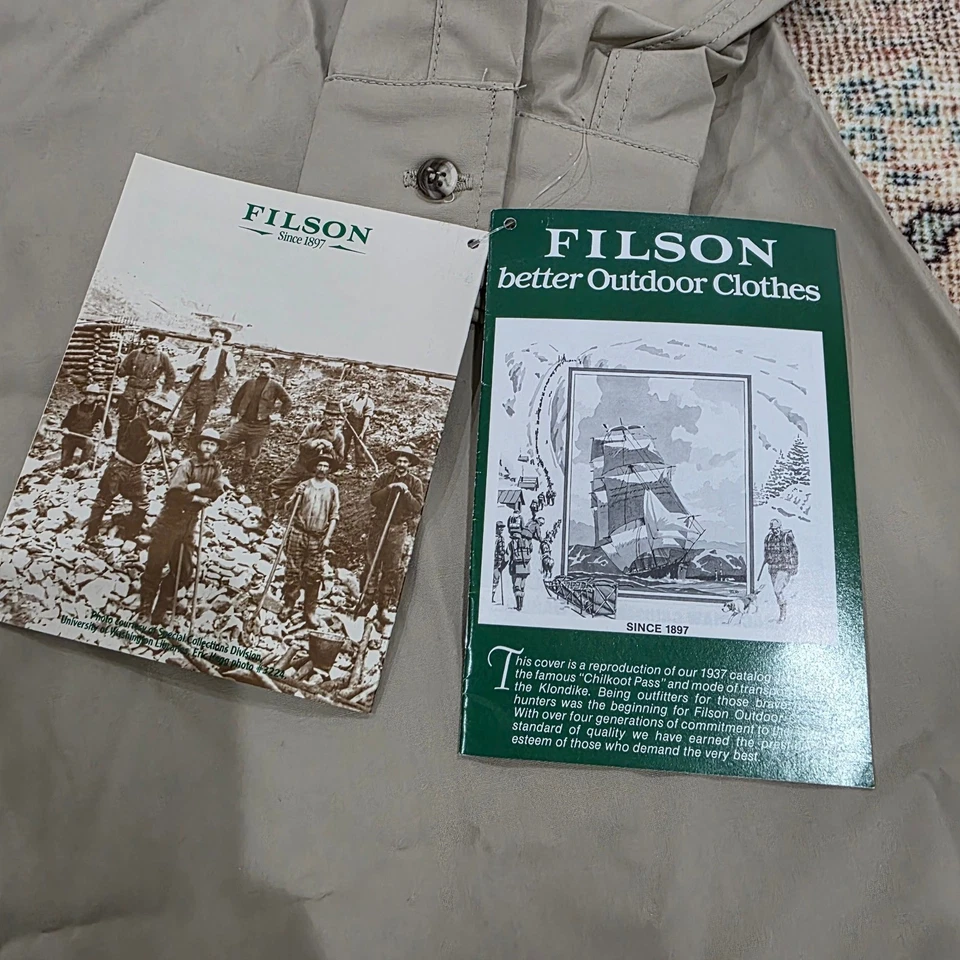 FILSON
Since 1897
Photo Courtesy of Special Collections Division
University of Washington Libraries, Eric Hegg photo
FILSON
better Outdoor Clothes
SINCE 1897
This cover is a reproduction of our 1937 catalog
the famous "Chilkoot Pass" and mode of
the Klondike. Being outfitters for those brave
hunters was the beginning for Filson Outdoor
With over four generations of commitment to
standard of quality we have earned the
esteem of those who demand the very best.